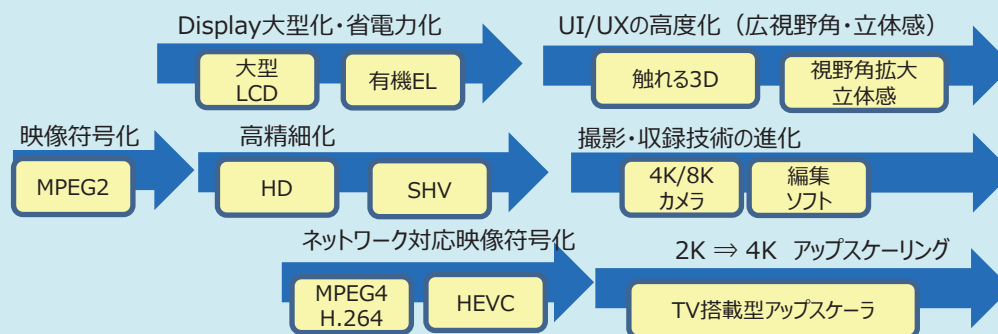 Display大型化・省電力化
UI/UXの高度化（広視野角・立体感）
大型
LCD
有機EL
触れる3D
視野角拡大
立体感
映像符号化
高精細化
撮影・収録技術の進化
MPEG2
HD
SHV
4K/8K
カメラ
編集
ソフト
ネットワーク対応映像符号化
2K ⇒ 4K アップスケーリング
MPEG4
H.264
HEVC
TV搭載型アップスケーラ